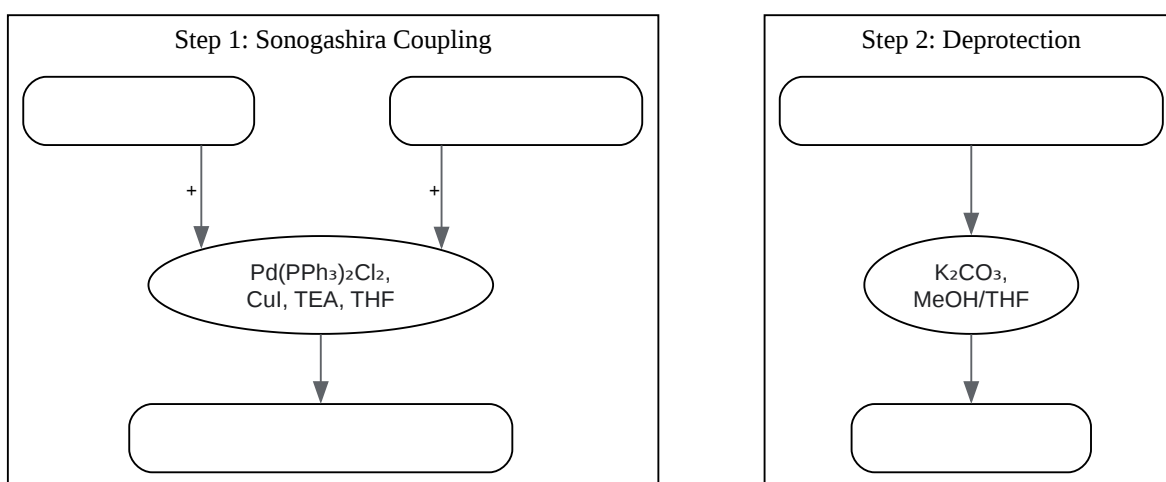 Step 1: Sonogashira Coupling
+
+
Pd(PPh₃)₂Cl₂,
CuI, TEA, THF
Step 2: Deprotection
K₂CO₃,
MeOH/THF